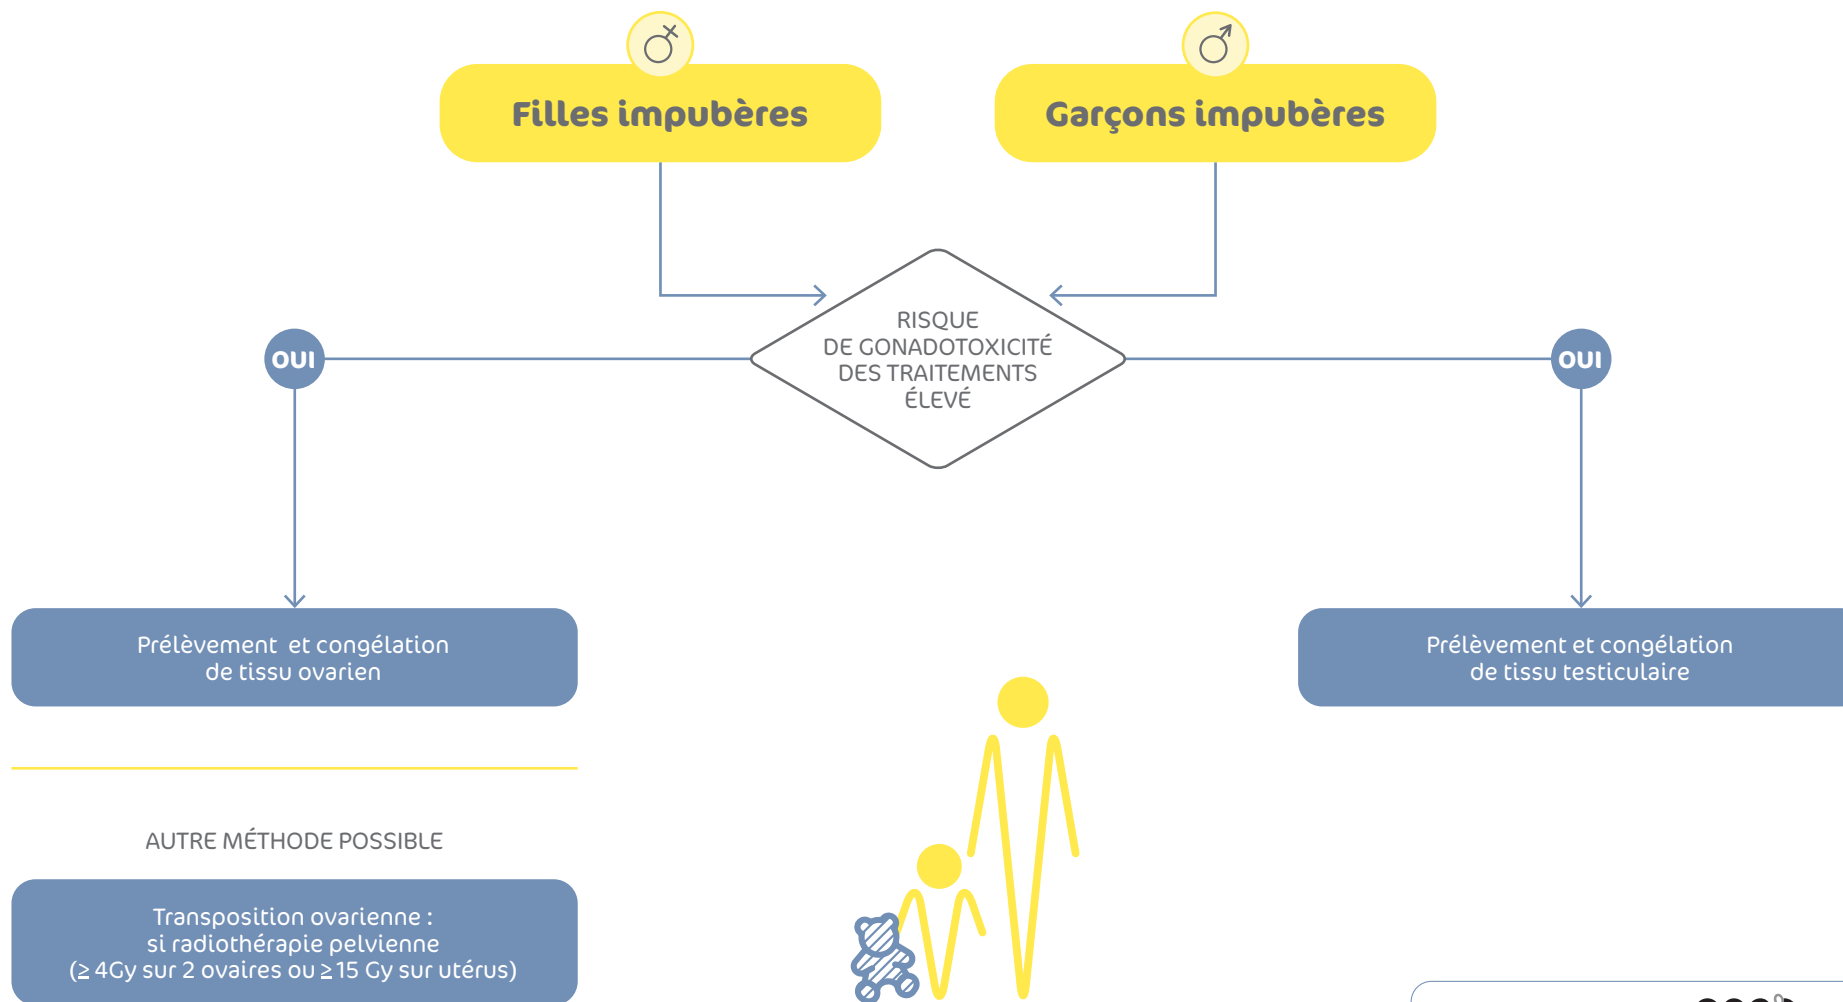 Filles impubères
Garçons impubères
RISQUE
DE GONADOTOXICITÉ
DES TRAITEMENTS
ÉLEVÉ
OUI
OUI
Prélèvement et congélation
de tissu ovarien
Prélèvement et congélation
de tissu testiculaire
AUTRE MÉTHODE POSSIBLE
Transposition ovarienne :
si radiothérapie pelvienne
(≥ 4Gy sur 2 ovaires ou ≥ 15 Gy sur utérus)